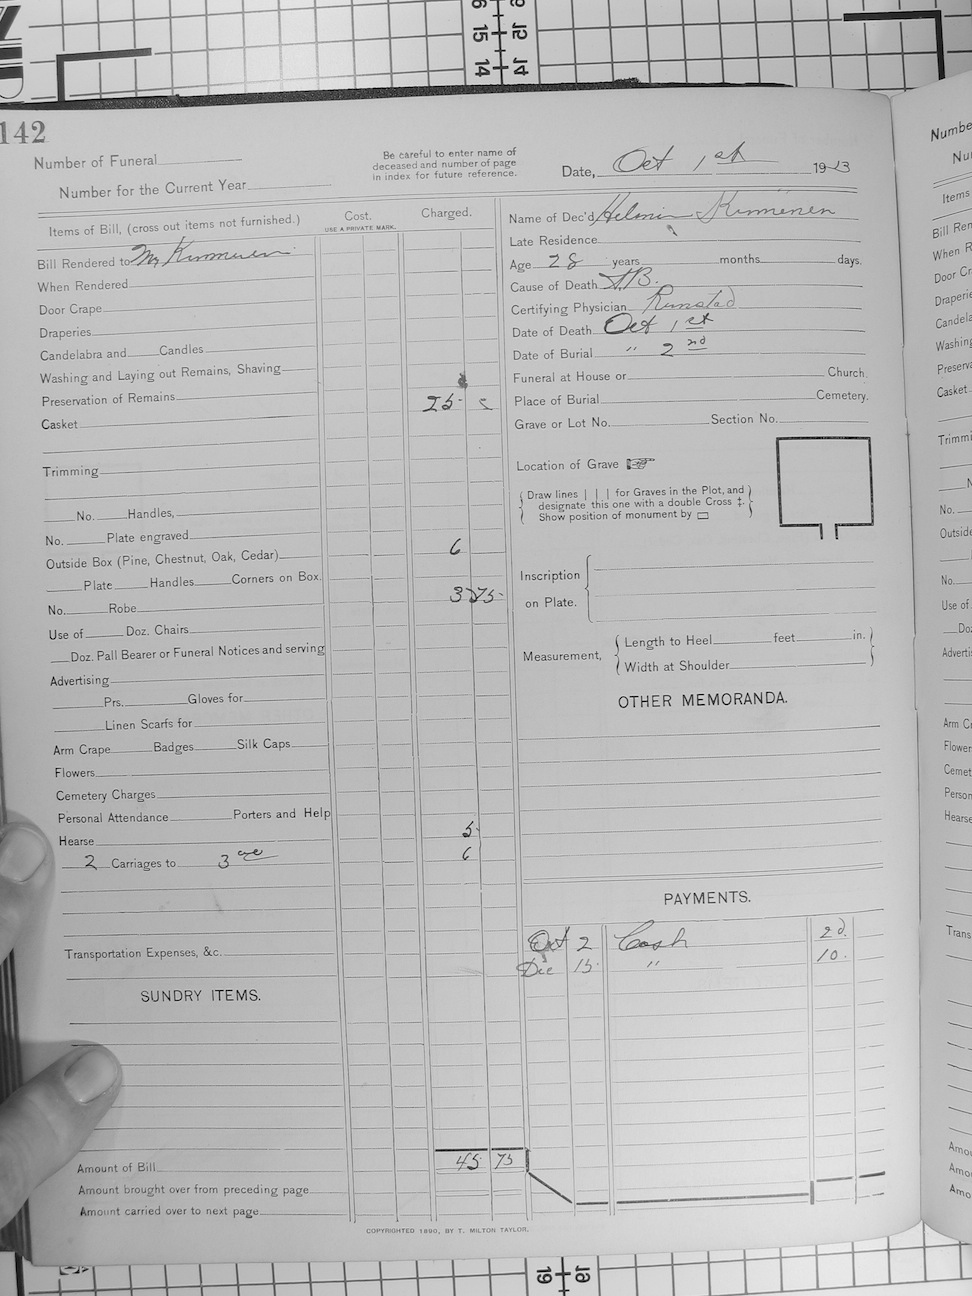 142
Number of Funeral
Number for the Current Year
Be careful to enter name of
deceased and number of page
in index for future reference.
Date, Oct 1st 1913
Items of Bill, (cross out items not furnished.) Cost. Charged.
USE A PRIVATE MARK.
Bill Rendered to
When Rendered
Door Crape
Draperies
Candelabra and Candles
Washing and Laying out Remains, Shaving
Preservation of Remains
Casket 25
Trimming
No. Handles,
No. Plate engraved
Outside Box (Pine, Chestnut, Oak, Cedar) 6
Plate Handles Corners on Box.
No. Robe 3 75
Use of Doz. Chairs
Doz. Pall Bearer or Funeral Notices and serving
Advertising
Prs. Gloves for
Linen Scarfs for
Arm Crape Badges Silk Caps
Flowers
Cemetery Charges
Personal Attendance Porters and Help
Hearse 5
2 Carriages to 3 6
Transportation Expenses, &c.
SUNDRY ITEMS.
Amount of Bill 45 75
Amount brought over from preceding page
Amount carried over to next page
Name of Dec'd
Late Residence
Age 28 years months days.
Cause of Death TB.
Certifying Physician Rumstad
Date of Death Oct 1st
Date of Burial " 2nd
Funeral at House or Church.
Place of Burial Cemetery.
Grave or Lot No. Section No.
Location of Grave
Draw lines | | | for Graves in the Plot, and
designate this one with a double Cross ‡.
Show position of monument by
Inscription
on Plate.
Measurement, Length to Heel feet in.
Width at Shoulder
OTHER MEMORANDA.
PAYMENTS.
Oct 2 Cash 20
Dec 15 " 10
COPYRIGHTED 1890, BY T. MILTON TAYLOR.